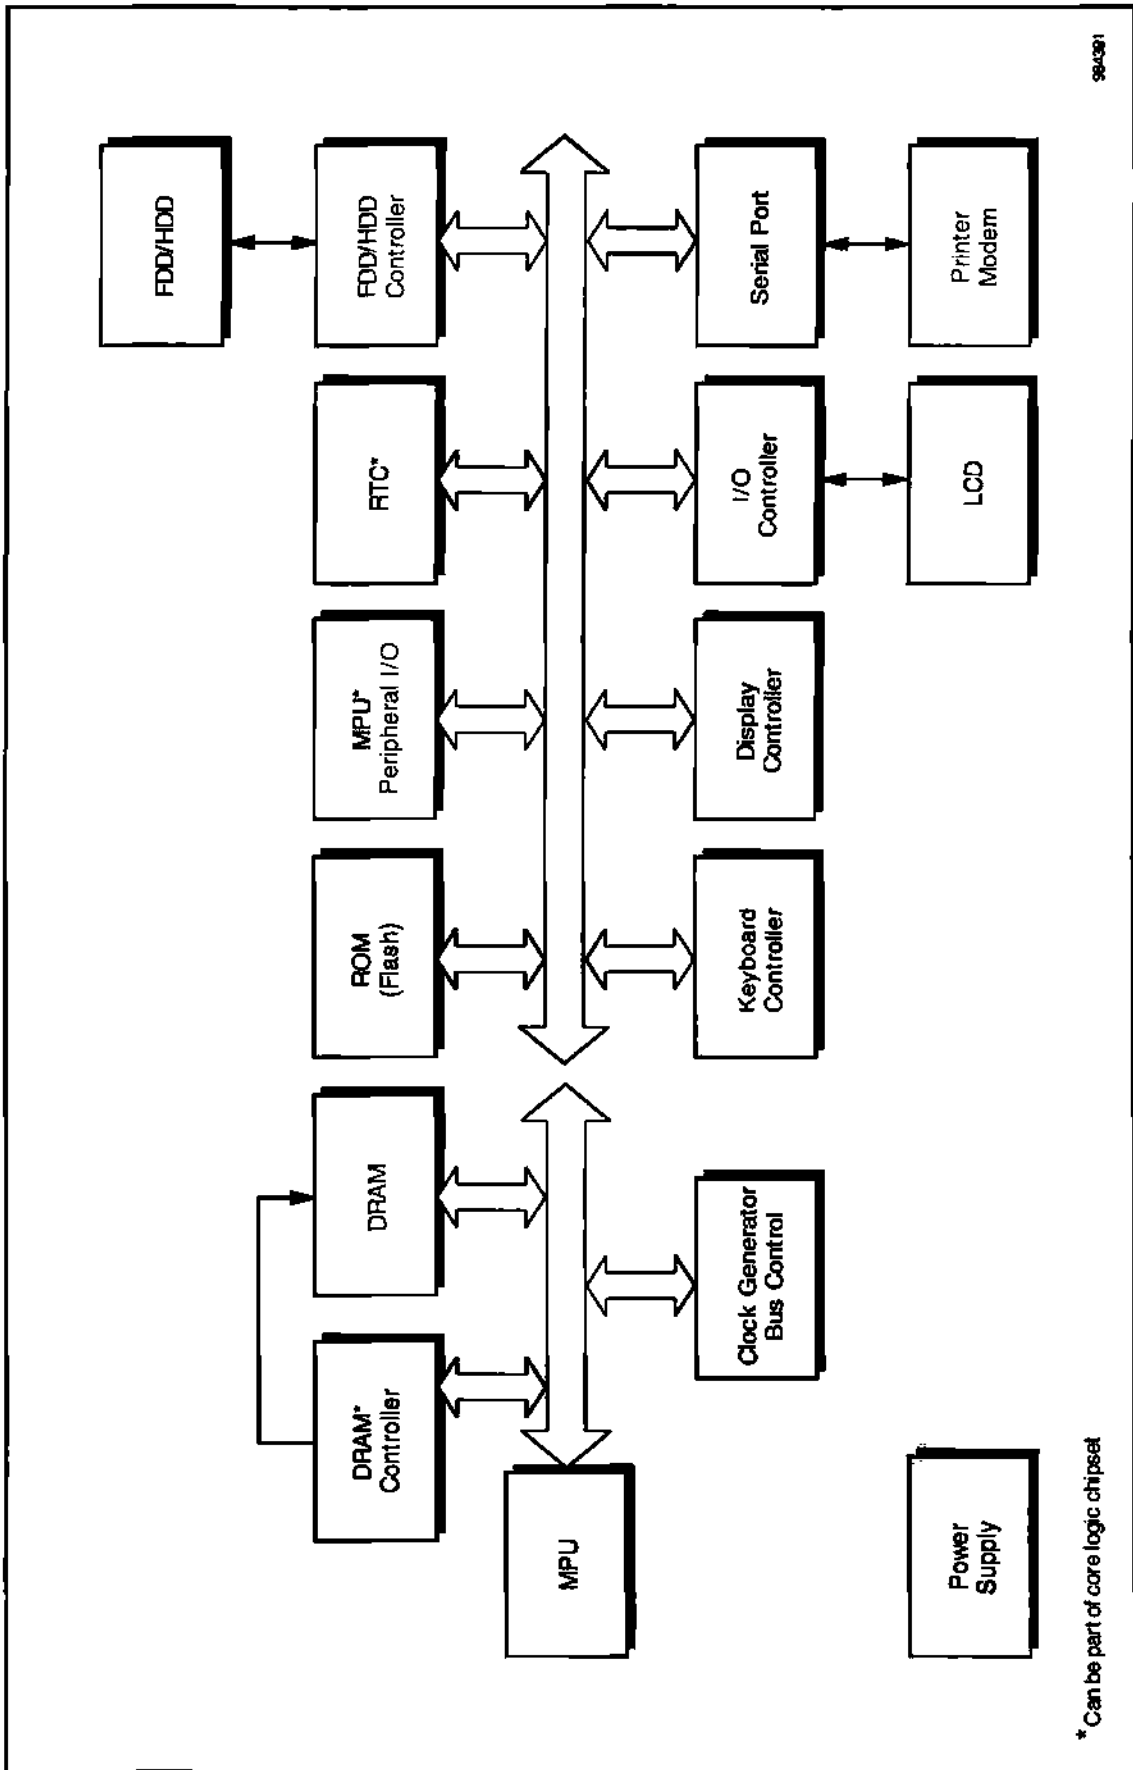 FDD/HDD
DRAM*
Controller
DRAM
ROM
(Flash)
MPU*
Peripheral I/O
RTC*
FDD/HDD
Controller
MPU
Clock Generator
Bus Control
Keyboard
Controller
Display
Controller
I/O
Controller
Serial Port
Power
Supply
LCD
Printer
Modem
* Can be part of core logic chipset
984391